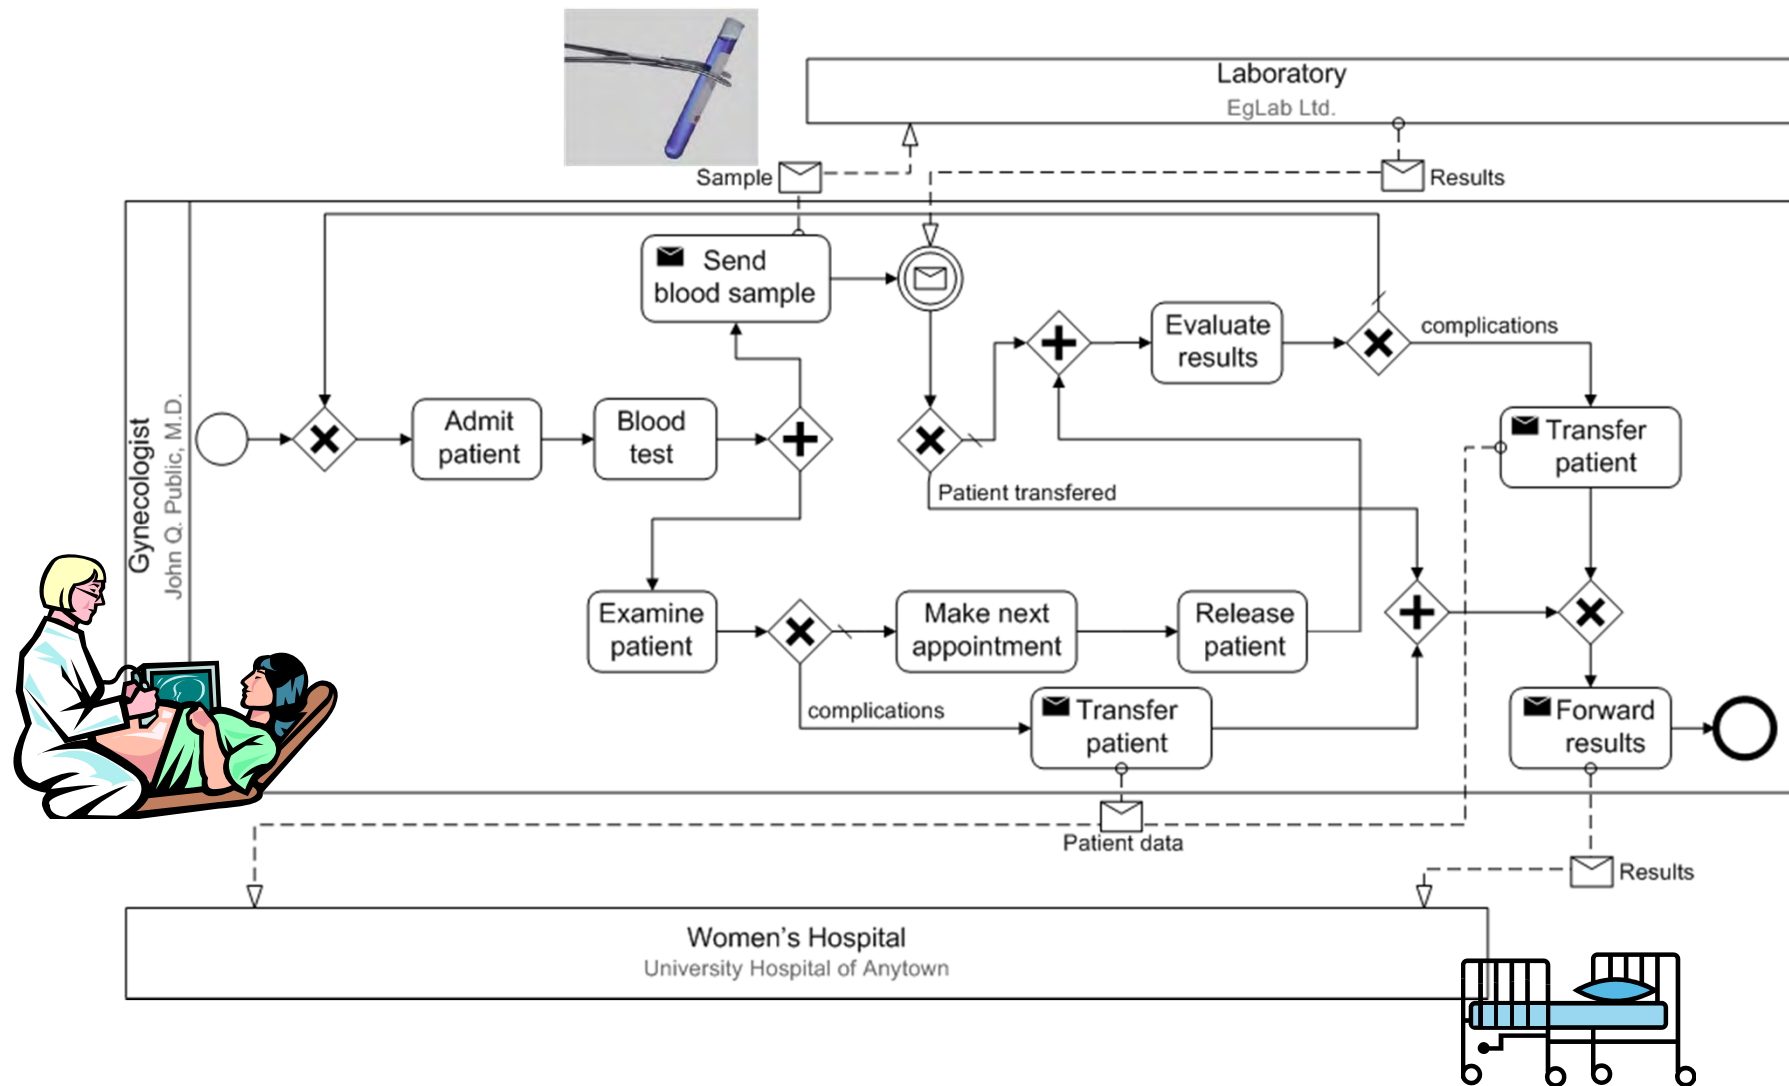 Laboratory
EgLab Ltd.
Sample
Results
Gynecologist
John Q. Public, M.D.
Send
blood sample
Evaluate
results
complications
Admit
patient
Blood
test
Transfer
patient
Patient transfered
Examine
patient
Make next
appointment
Release
patient
complications
Transfer
patient
Forward
results
Patient data
Results
Women's Hospital
University Hospital of Anytown